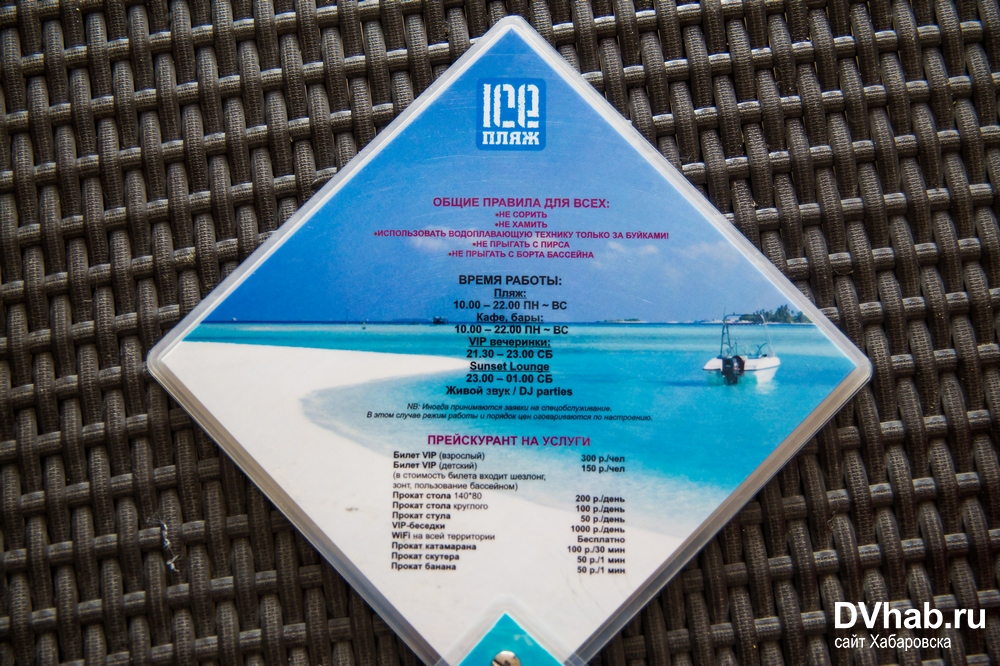 ICE
ПЛЯЖ
ОБЩИЕ ПРАВИЛА ДЛЯ ВСЕХ:
•НЕ СОРИТЬ
•НЕ ХАМИТЬ
•ИСПОЛЬЗОВАТЬ ВОДОПЛАВАЮЩУЮ ТЕХНИКУ ТОЛЬКО ЗА БУЙКАМИ!
•НЕ ПРЫГАТЬ С ПИРСА
•НЕ ПРЫГАТЬ С БОРТА БАССЕЙНА
ВРЕМЯ РАБОТЫ:
Пляж:
10.00 – 22.00 ПН ~ ВС
Кафе, бары:
10.00 – 22.00 ПН ~ ВС
VIP вечеринки:
21.30 – 23.00 СБ
Sunset Lounge
23.00 – 01.00 СБ
Живой звук / DJ parties
NB: Иногда принимаются заявки на спецобслуживание.
В этом случае режим работы и порядок цен оговариваются по настроению.
ПРЕЙСКУРАНТ НА УСЛУГИ
Билет VIP (взрослый) 300 р./чел
Билет VIP (детский) 150 р./чел
(в стоимость билета входит шезлонг,
зонт, пользование бассейном)
Прокат стола 140*80 200 р./день
Прокат стола круглого 100 р./день
Прокат стула 50 р./день
VIP-беседки 1000 р./день
WiFi на всей территории Бесплатно
Прокат катамарана 100 р./30 мин
Прокат скутера 50 р./1 мин
Прокат банана 50 р./1 мин
DVhab.ru
сайт Хабаровска